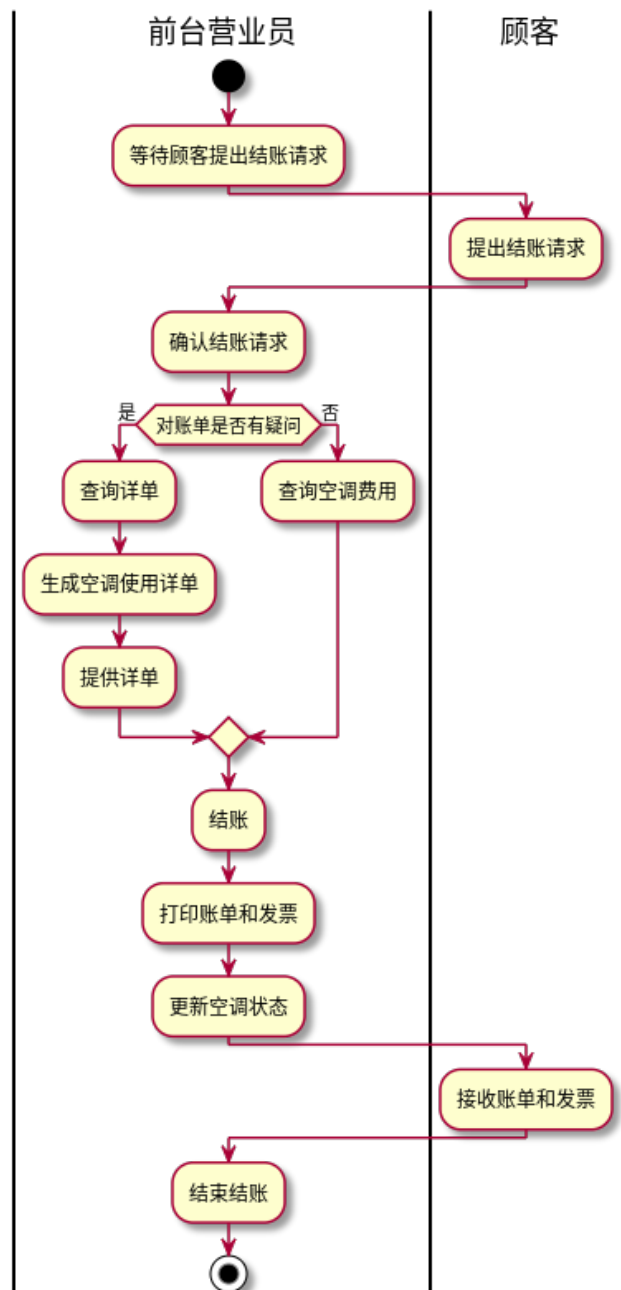 前台营业员
顾客
等待顾客提出结账请求
提出结账请求
确认结账请求
是
对账单是否有疑问
否
查询详单
查询空调费用
生成空调使用详单
提供详单
结账
打印账单和发票
更新空调状态
接收账单和发票
结束结账